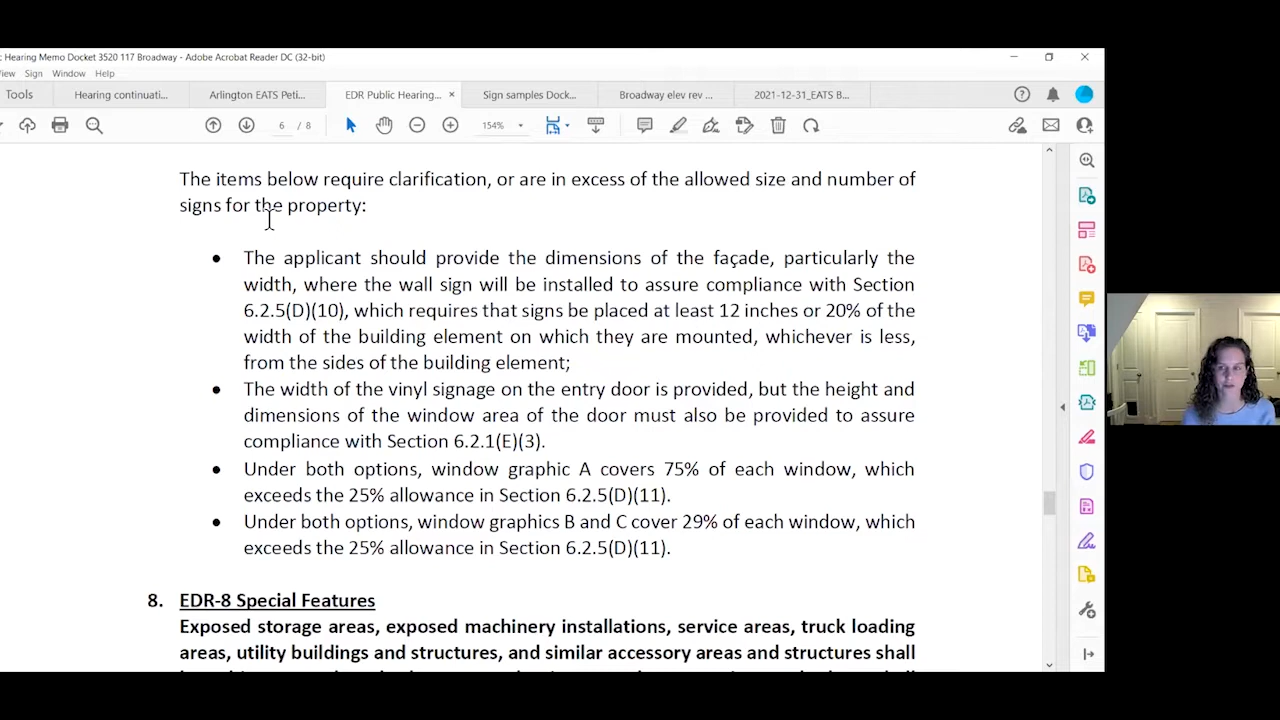 c Hearing Memo Docket 3520 117 Broadway - Adobe Acrobat Reader DC (32-bit)
View Sign Window Help
Tools Hearing continuati... Arlington EATS Peti... EDR Public Hearing... × Sign samples Dock... Broadway elev rev ... 2021-12-31_EATS B...
6 / 8 154%
The items below require clarification, or are in excess of the allowed size and number of
signs for the property:
• The applicant should provide the dimensions of the façade, particularly the
width, where the wall sign will be installed to assure compliance with Section
6.2.5(D)(10), which requires that signs be placed at least 12 inches or 20% of the
width of the building element on which they are mounted, whichever is less,
from the sides of the building element;
• The width of the vinyl signage on the entry door is provided, but the height and
dimensions of the window area of the door must also be provided to assure
compliance with Section 6.2.1(E)(3).
• Under both options, window graphic A covers 75% of each window, which
exceeds the 25% allowance in Section 6.2.5(D)(11).
• Under both options, window graphics B and C cover 29% of each window, which
exceeds the 25% allowance in Section 6.2.5(D)(11).
8. EDR-8 Special Features
Exposed storage areas, exposed machinery installations, service areas, truck loading
areas, utility buildings and structures, and similar accessory areas and structures shall